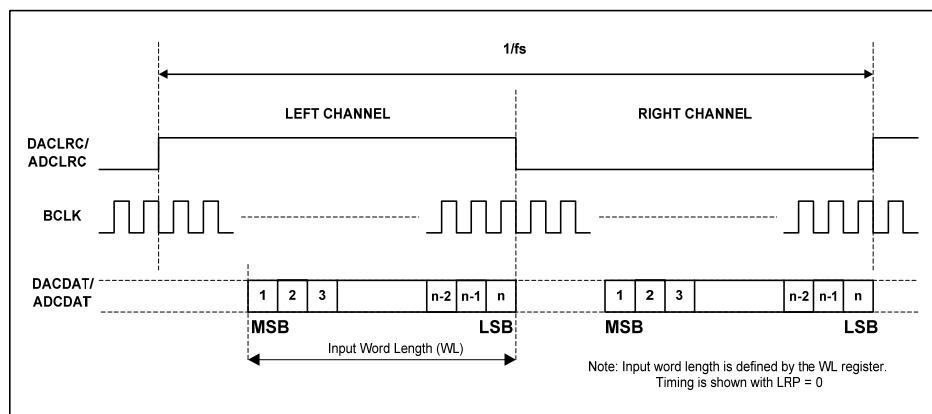 1/fs
LEFT CHANNEL
RIGHT CHANNEL
DACLRC/
ADCLRC
BCLK
DACDAT/
ADCDAT
1 2 3 n-2 n-1 n 1 2 3 n-2 n-1 n
MSB LSB MSB LSB
Input Word Length (WL)
Note: Input word length is defined by the WL register.
Timing is shown with LRP = 0